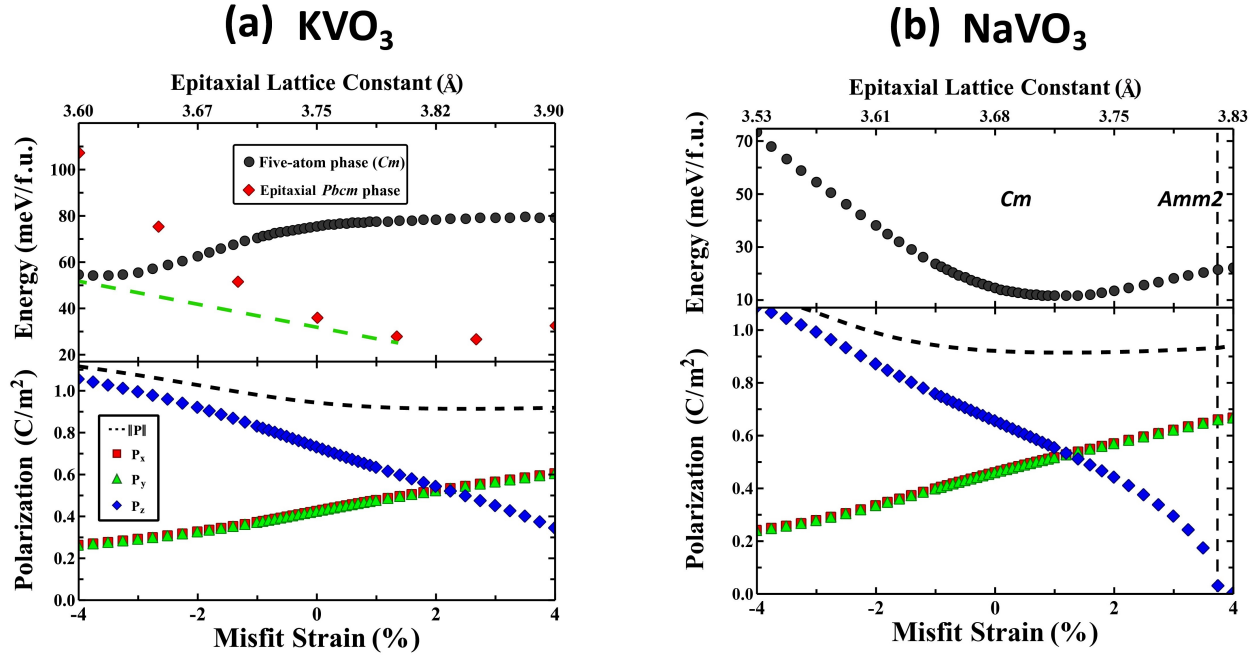 (a) KVO3
Epitaxial Lattice Constant (Å)
3.60 3.67 3.75 3.82 3.90
Energy (meV/f.u.)
100
80
60
40
20
Five-atom phase (Cm)
Epitaxial Pbcm phase
Polarization (C/m2)
1.0
0.8
0.6
0.4
0.2
0.0
||P||
Px
Py
Pz
-4 -2 0 2 4
Misfit Strain (%)
(b) NaVO3
Epitaxial Lattice Constant (Å)
3.53 3.61 3.68 3.75 3.83
Energy (meV/f.u.)
70
50
30
10
Cm Amm2
Polarization (C/m2)
1.0
0.8
0.6
0.4
0.2
0.0
-4 -2 0 2 4
Misfit Strain (%)